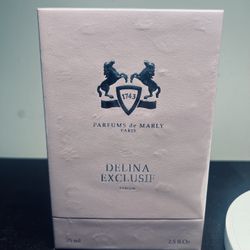 1743
PARFUMS de MARLY
PARIS
DELINA
EXCLUSIF
PARFUM
75 ml 2.5 fl.Oz